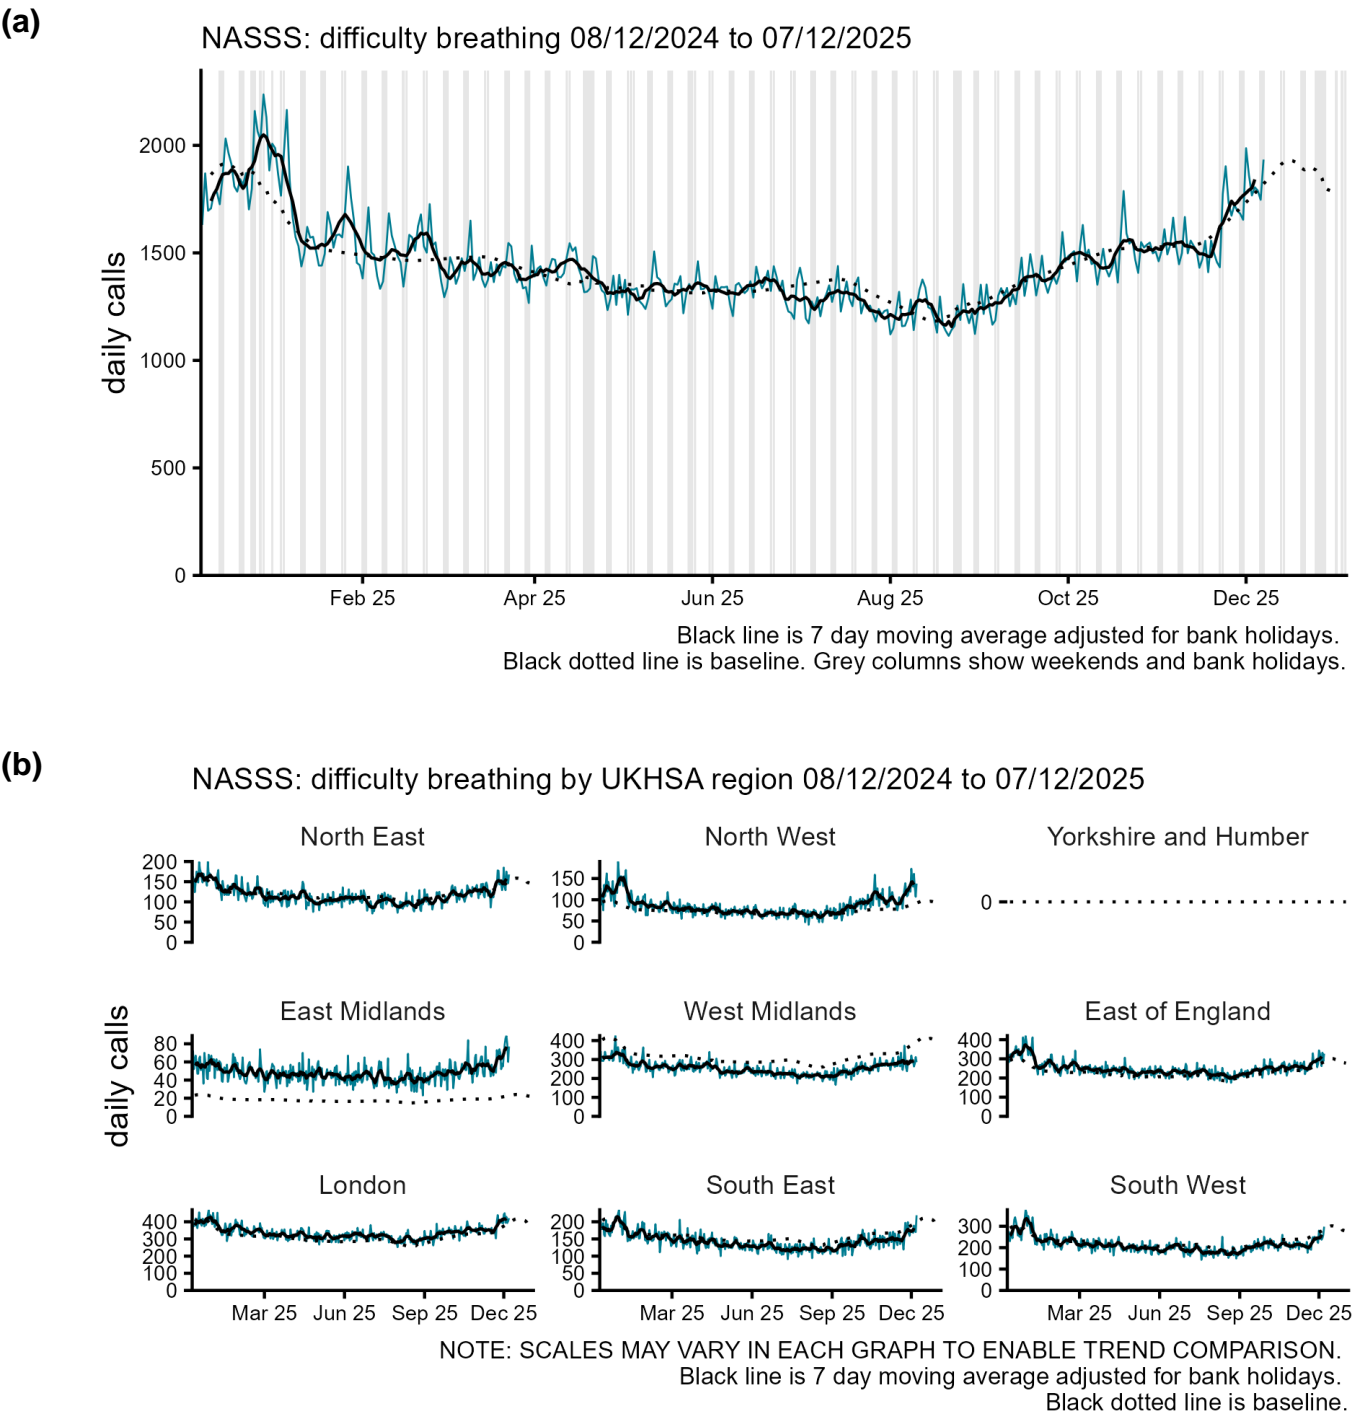 (a)
NASSS: difficulty breathing 08/12/2024 to 07/12/2025
daily calls
2000
1500
1000
500
0
Feb 25 Apr 25 Jun 25 Aug 25 Oct 25 Dec 25
Black line is 7 day moving average adjusted for bank holidays.
Black dotted line is baseline. Grey columns show weekends and bank holidays.
(b)
NASSS: difficulty breathing by UKHSA region 08/12/2024 to 07/12/2025
daily calls
North East
200
150
100
50
0
North West
150
100
50
0
Yorkshire and Humber
0
East Midlands
80
60
40
20
0
West Midlands
400
300
200
100
0
East of England
400
300
200
100
0
London
400
300
200
100
0
South East
200
150
100
50
0
South West
300
200
100
0
Mar 25 Jun 25 Sep 25 Dec 25
Mar 25 Jun 25 Sep 25 Dec 25
Mar 25 Jun 25 Sep 25 Dec 25
NOTE: SCALES MAY VARY IN EACH GRAPH TO ENABLE TREND COMPARISON.
Black line is 7 day moving average adjusted for bank holidays.
Black dotted line is baseline.